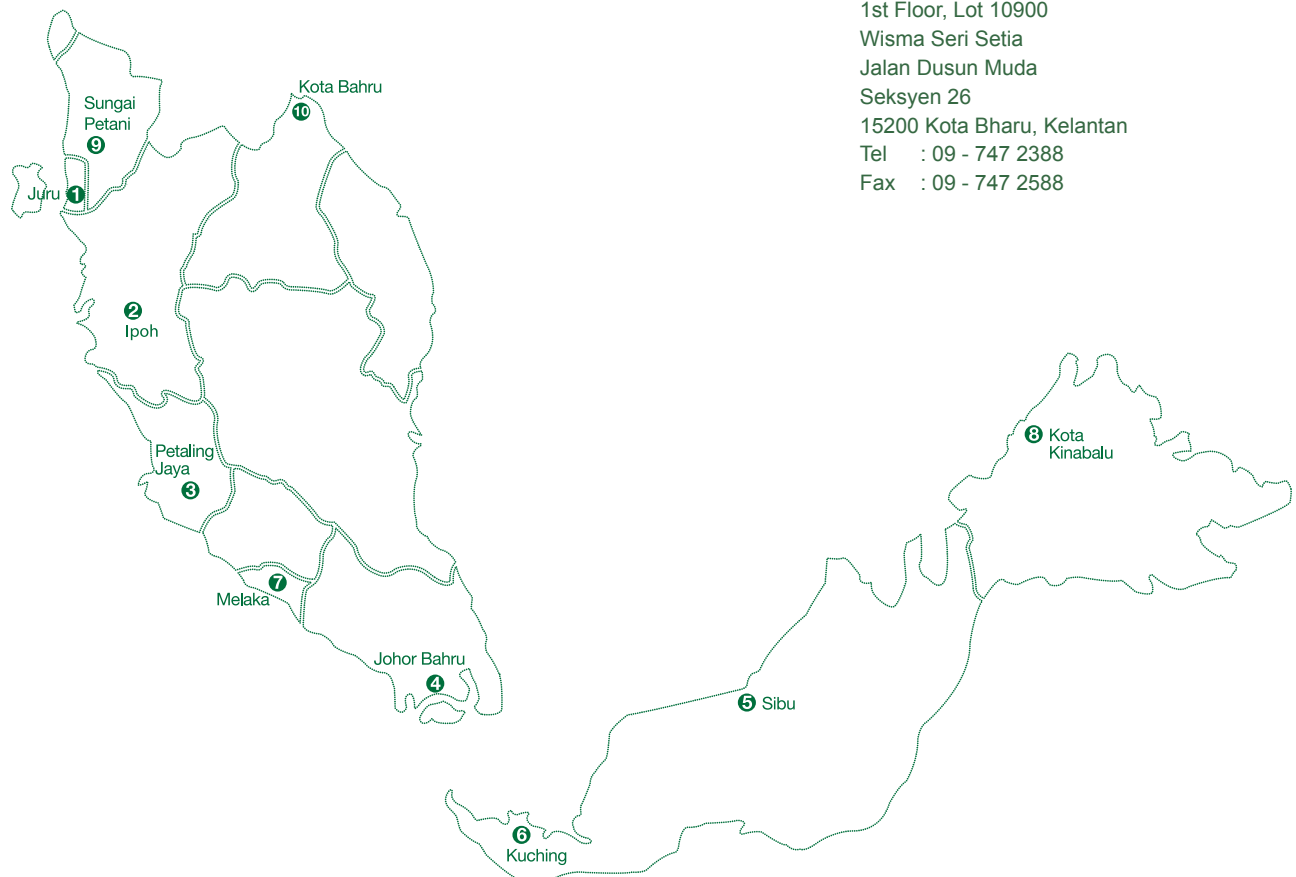 1st Floor, Lot 10900
Wisma Seri Setia
Jalan Dusun Muda
Seksyen 26
15200 Kota Bharu, Kelantan
Tel : 09 - 747 2388
Fax : 09 - 747 2588
Kota Bahru
10
Sungai
Petani
9
Juru 1
2
Ipoh
Petaling
Jaya
3
7
Melaka
Johor Bahru
4
8 Kota
Kinabalu
5 Sibu
6
Kuching